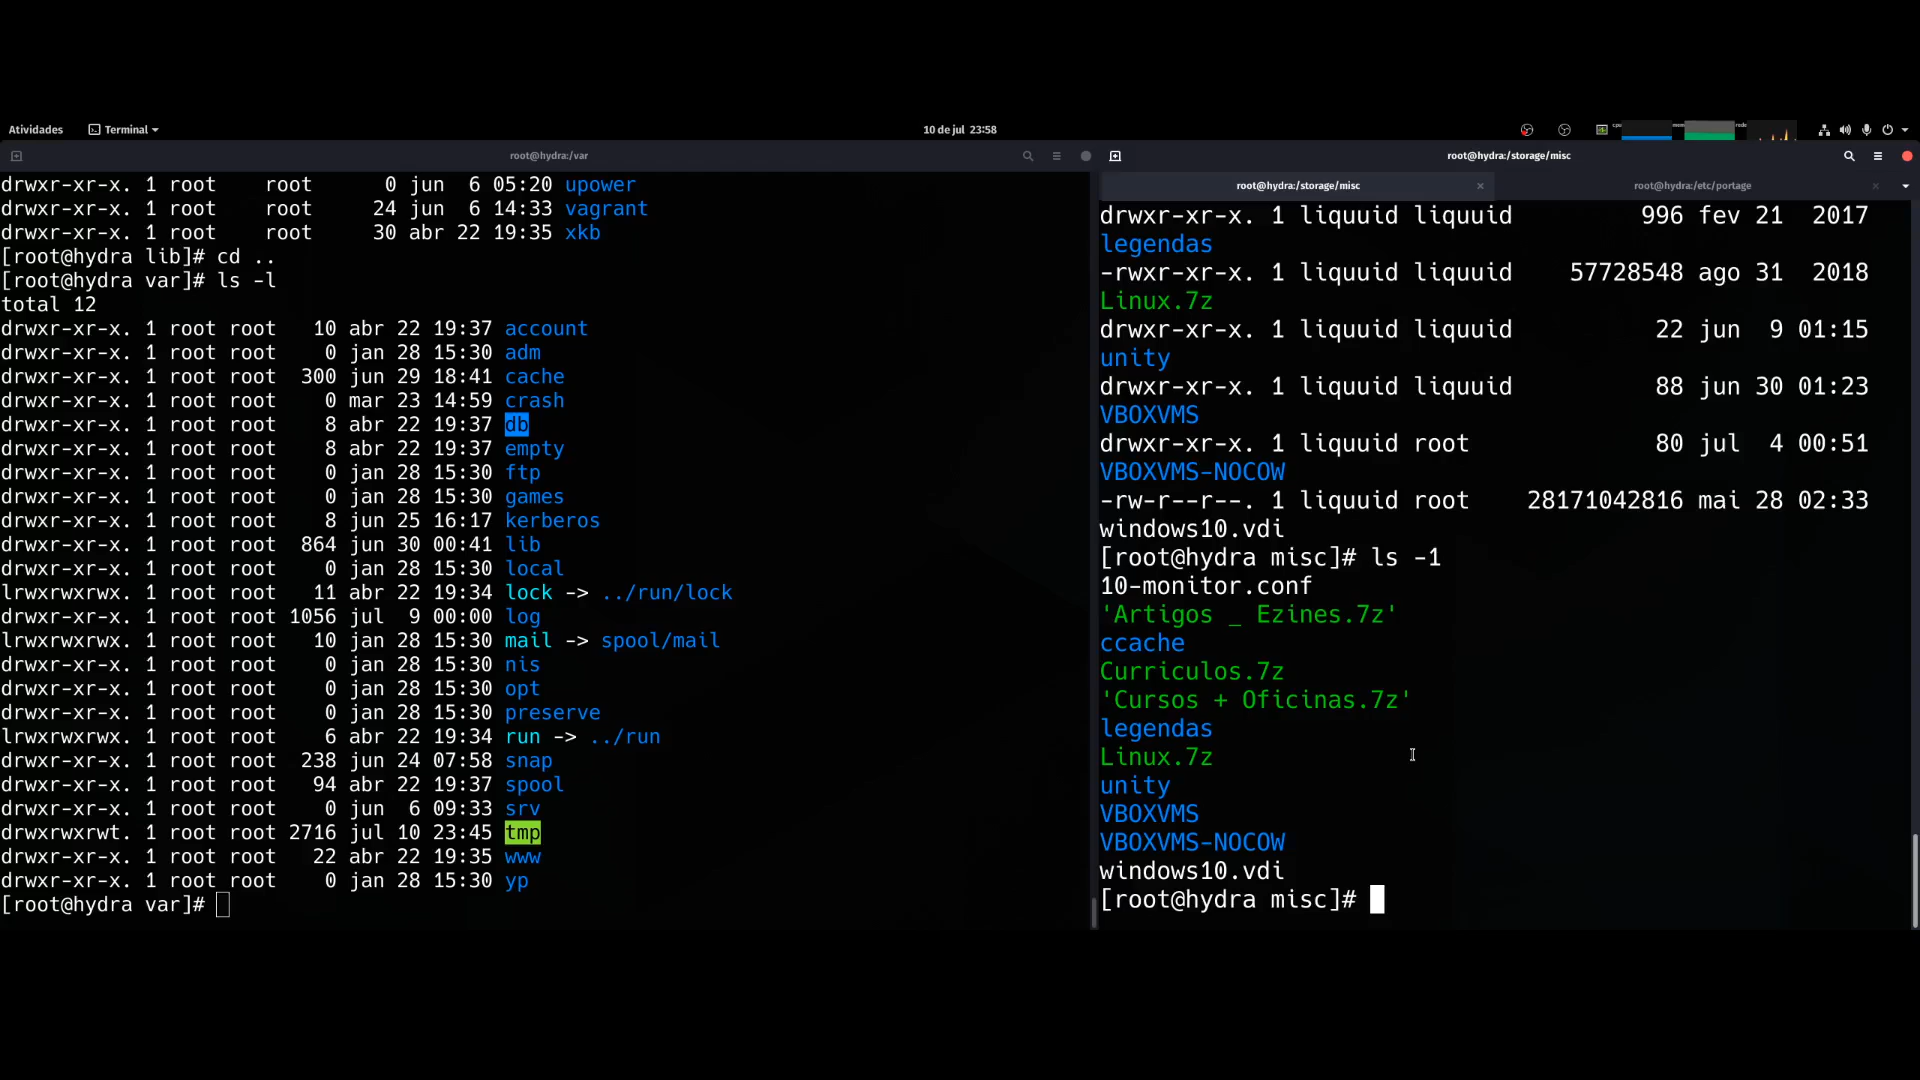 Atividades Terminal 10 de jul 23:58
root@hydra:/var
drwxr-xr-x. 1 root    root      0 jun  6 05:20 upower
drwxr-xr-x. 1 root    root     24 jun  6 14:33 vagrant
drwxr-xr-x. 1 root    root     30 abr 22 19:35 xkb
[root@hydra lib]# cd ..
[root@hydra var]# ls -l
total 12
drwxr-xr-x. 1 root root   10 abr 22 19:37 account
drwxr-xr-x. 1 root root    0 jan 28 15:30 adm
drwxr-xr-x. 1 root root  300 jun 29 18:41 cache
drwxr-xr-x. 1 root root    0 mar 23 14:59 crash
drwxr-xr-x. 1 root root    8 abr 22 19:37 db
drwxr-xr-x. 1 root root    8 abr 22 19:37 empty
drwxr-xr-x. 1 root root    0 jan 28 15:30 ftp
drwxr-xr-x. 1 root root    0 jan 28 15:30 games
drwxr-xr-x. 1 root root    8 jun 25 16:17 kerberos
drwxr-xr-x. 1 root root  864 jun 30 00:41 lib
drwxr-xr-x. 1 root root    0 jan 28 15:30 local
lrwxrwxrwx. 1 root root   11 abr 22 19:34 lock -> ../run/lock
drwxr-xr-x. 1 root root 1056 jul  9 00:00 log
lrwxrwxrwx. 1 root root   10 jan 28 15:30 mail -> spool/mail
drwxr-xr-x. 1 root root    0 jan 28 15:30 nis
drwxr-xr-x. 1 root root    0 jan 28 15:30 opt
drwxr-xr-x. 1 root root    0 jan 28 15:30 preserve
lrwxrwxrwx. 1 root root    6 abr 22 19:34 run -> ../run
drwxr-xr-x. 1 root root  238 jun 24 07:58 snap
drwxr-xr-x. 1 root root   94 abr 22 19:37 spool
drwxr-xr-x. 1 root root    0 jun  6 09:33 srv
drwxrwxrwt. 1 root root 2716 jul 10 23:45 tmp
drwxr-xr-x. 1 root root   22 abr 22 19:35 www
drwxr-xr-x. 1 root root    0 jan 28 15:30 yp
[root@hydra var]#
root@hydra:/storage/misc
root@hydra:/storage/misc root@hydra:/etc/portage
drwxr-xr-x. 1 liquuid liquuid         996 fev 21  2017
legendas
-rwxr-xr-x. 1 liquuid liquuid    57728548 ago 31  2018
Linux.7z
drwxr-xr-x. 1 liquuid liquuid          22 jun  9 01:15
unity
drwxr-xr-x. 1 liquuid liquuid          88 jun 30 01:23
VBOXVMS
drwxr-xr-x. 1 liquuid root             80 jul  4 00:51
VBOXVMS-NOCOW
-rw-r--r--. 1 liquuid root    28171042816 mai 28 02:33
windows10.vdi
[root@hydra misc]# ls -1
10-monitor.conf
'Artigos _ Ezines.7z'
ccache
Curriculos.7z
'Cursos + Oficinas.7z'
legendas
Linux.7z
unity
VBOXVMS
VBOXVMS-NOCOW
windows10.vdi
[root@hydra misc]#